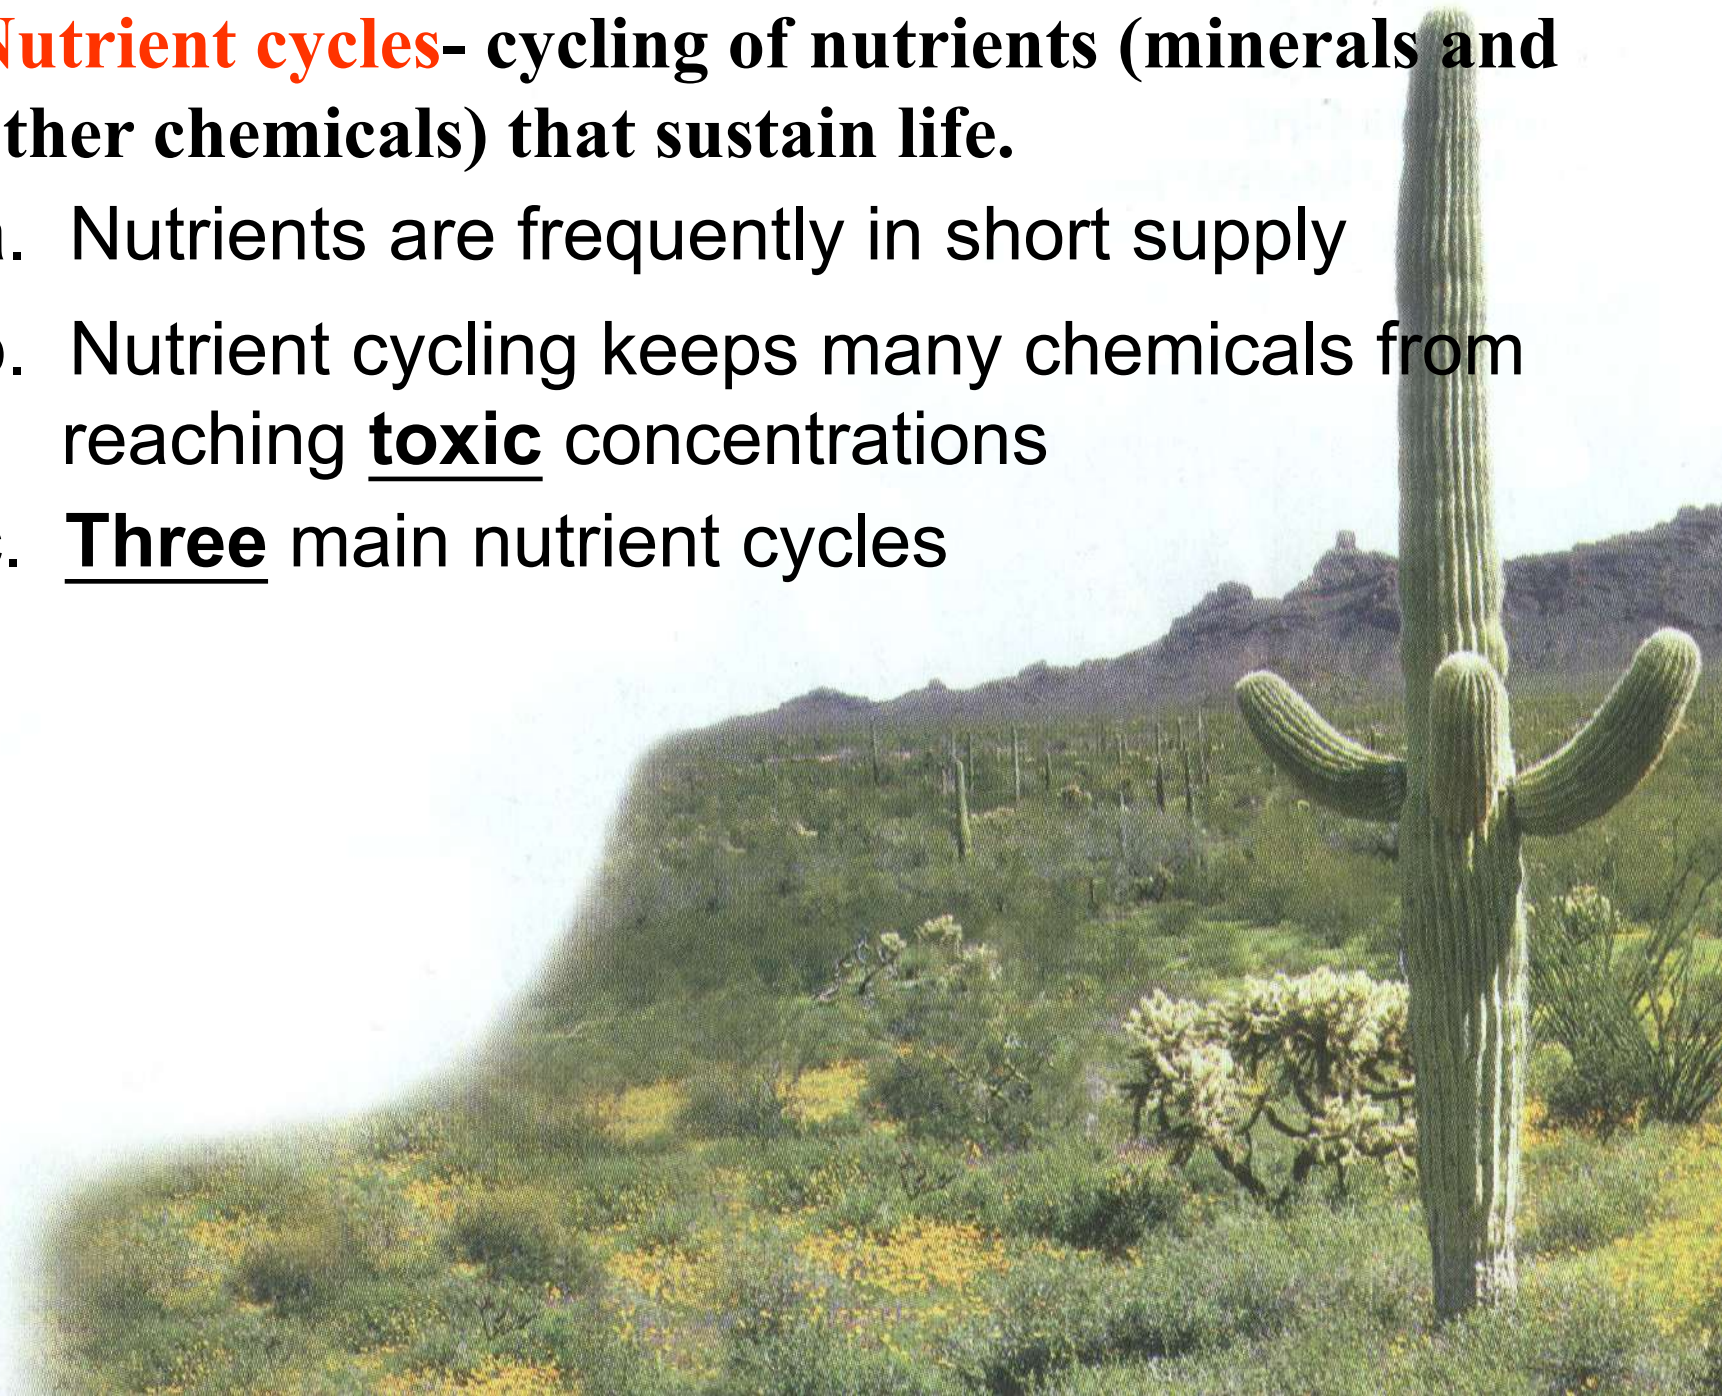 Nutrient cycles- cycling of nutrients (minerals and
ther chemicals) that sustain life.
. Nutrients are frequently in short supply
. Nutrient cycling keeps many chemicals from
reaching toxic concentrations
. Three main nutrient cycles